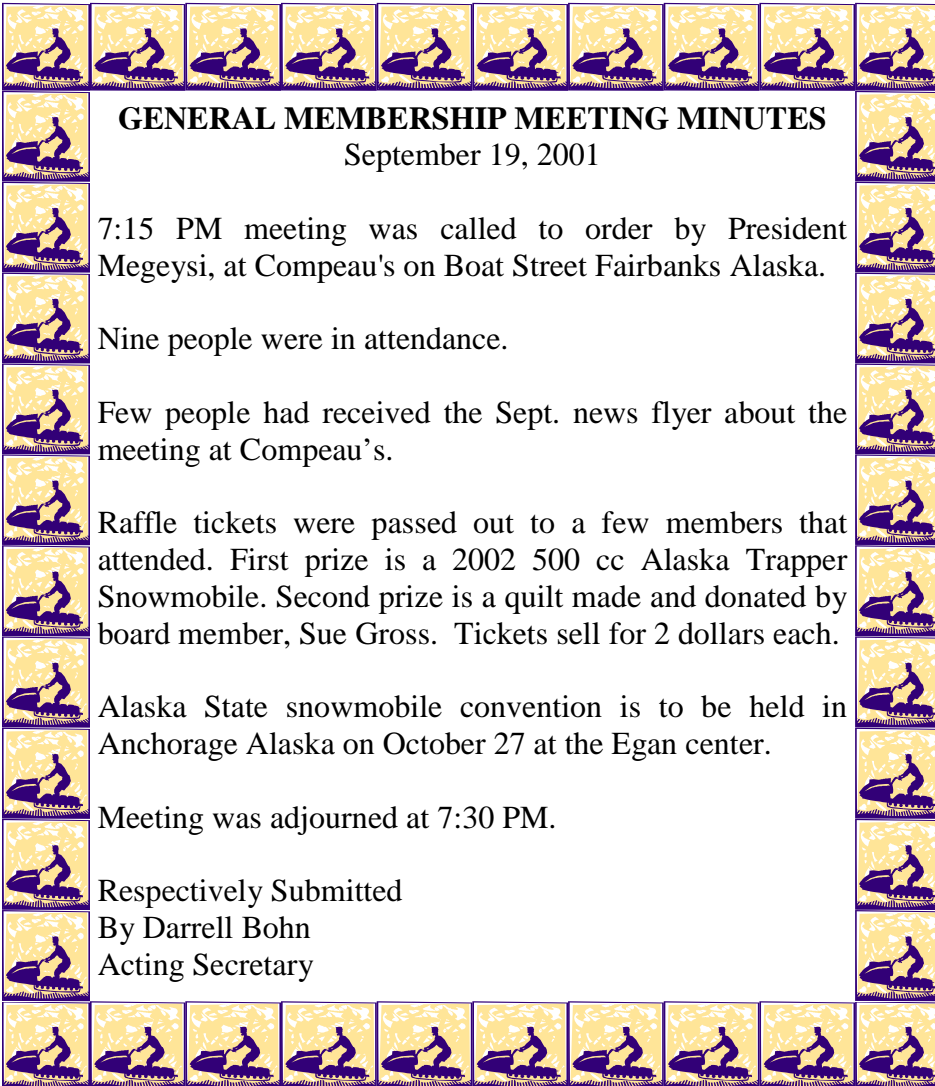 GENERAL MEMBERSHIP MEETING MINUTES
September 19, 2001
7:15 PM meeting was called to order by President
Megeysi, at Compeau's on Boat Street Fairbanks Alaska.
Nine people were in attendance.
Few people had received the Sept. news flyer about the
meeting at Compeau’s.
Raffle tickets were passed out to a few members that
attended. First prize is a 2002 500 cc Alaska Trapper
Snowmobile. Second prize is a quilt made and donated by
board member, Sue Gross.  Tickets sell for 2 dollars each.
Alaska State snowmobile convention is to be held in
Anchorage Alaska on October 27 at the Egan center.
Meeting was adjourned at 7:30 PM.
Respectively Submitted
By Darrell Bohn
Acting Secretary